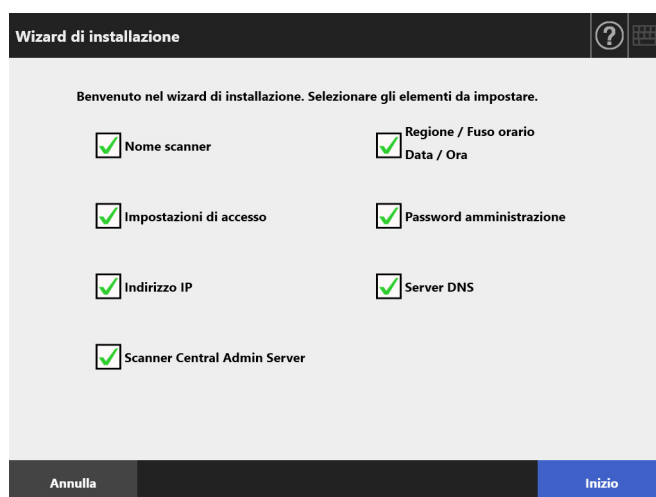 Wizard di installazione
?
Benvenuto nel wizard di installazione. Selezionare gli elementi da impostare.
Nome scanner
Regione / Fuso orario
Data / Ora
Impostazioni di accesso
Password amministrazione
Indirizzo IP
Server DNS
Scanner Central Admin Server
Annulla
Inizio